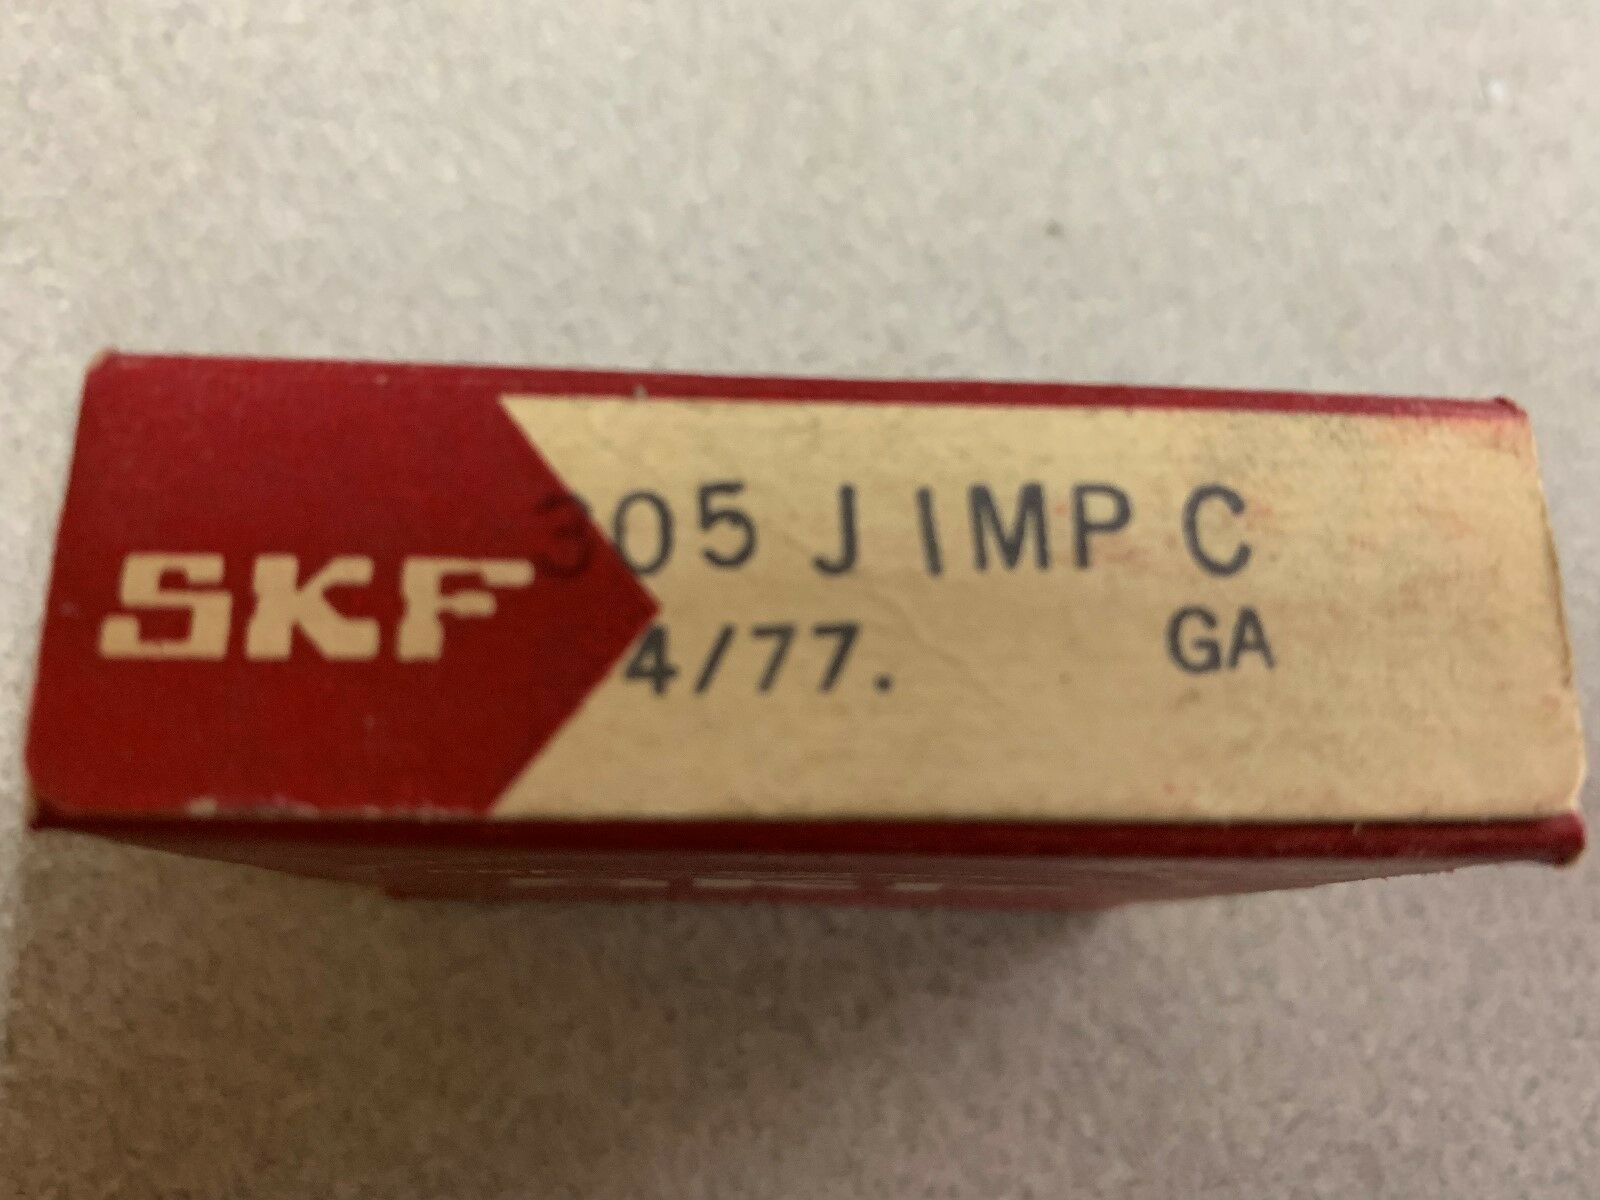 SKF
305 J IMP C
4/77. GA